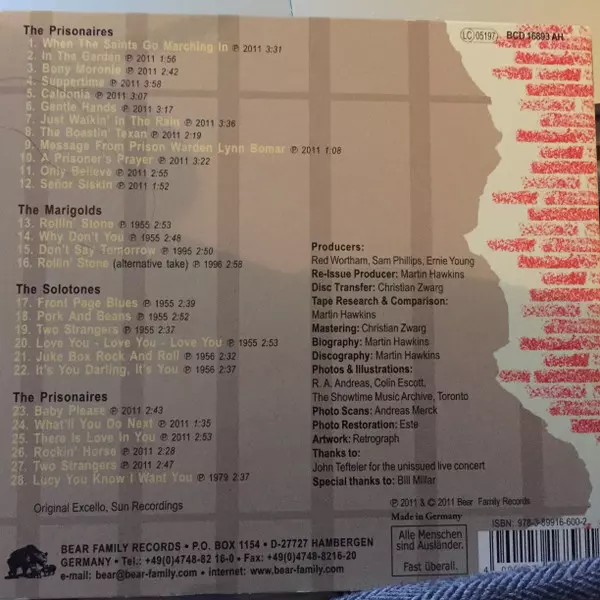 The Prisonaires
1. When The Saints Go Marching In ℗ 2011 3:31
2. In The Garden ℗ 2011 1:56
3. Bony Moronie ℗ 2011 2:42
4. Suppertime ℗ 2011 3:58
5. Caldonia ℗ 2011 3:07
6. Gentle Hands ℗ 2011 3:17
7. Just Walkin' In The Rain ℗ 2011 3:36
8. The Boastin' Texan ℗ 2011 2:19
9. Message From Prison Warden Lynn Bomar ℗ 2011 1:08
10. A Prisoner's Prayer ℗ 2011 3:22
11. Only Believe ℗ 2011 2:55
12. Señor Siskin ℗ 2011 1:52
The Marigolds
13. Rollin' Stone ℗ 1955 2:53
14. Why Don't You ℗ 1955 2:48
15. Don't Say Tomorrow ℗ 1995 2:50
16. Rollin' Stone (alternative take) ℗ 1996 2:58
The Solotones
17. Front Page Blues ℗ 1955 2:39
18. Pork And Beans ℗ 1955 2:52
19. Two Strangers ℗ 1955 2:37
20. Love You - Love You - Love You ℗ 1955 2:53
21. Juke Box Rock And Roll ℗ 1956 2:32
22. It's You Darling, It's You ℗ 1956 2:37
The Prisonaires
23. Baby Please ℗ 2011 2:43
24. What'll You Do Next ℗ 2011 1:35
25. There Is Love In You ℗ 2011 2:53
26. Rockin' Horse ℗ 2011 2:28
27. Two Strangers ℗ 2011 2:47
28. Lucy You Know I Want You ℗ 1979 2:37
Original Excello, Sun Recordings
LC 05197 BCD 16893 AH
Producers:
Red Wortham, Sam Phillips, Ernie Young
Re-Issue Producer: Martin Hawkins
Disc Transfer: Christian Zwarg
Tape Research & Comparison:
Martin Hawkins
Mastering: Christian Zwarg
Biography: Martin Hawkins
Discography: Martin Hawkins
Photos & Illustrations:
R. A. Andreas, Colin Escott,
The Showtime Music Archive, Toronto
Photo Scans: Andreas Merck
Photo Restoration: Este
Artwork: Retrograph
Thanks to:
John Tefteller for the unissued live concert
Special thanks to: Bill Millar
℗ 2011 & © 2011 Bear Family Records
Made in Germany
ISBN: 978-3-89916-600-2
BEAR FAMILY RECORDS • P.O. BOX 1154 • D-27727 HAMBERGEN
GERMANY • Tel.: +49(0)4748-82 16-0 • Fax: +49(0)4748-8216-20
e-mail: bear@bear-family.com • internet: www.bear-family.com
Alle Menschen
sind Ausländer.
Fast überall.